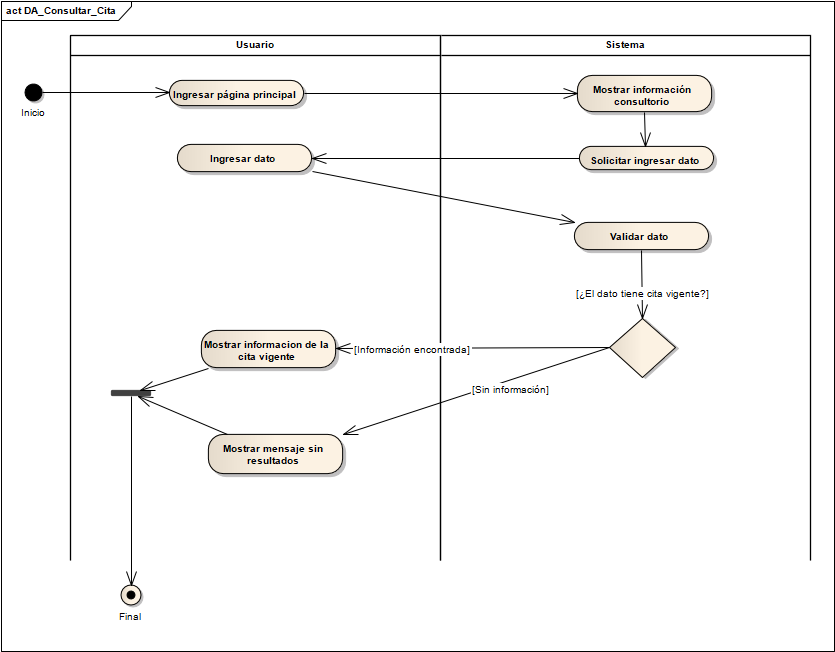 act DA_Consultar_Cita
Usuario
Sistema
Inicio
Ingresar página principal
Mostrar información
consultorio
Ingresar dato
Solicitar ingresar dato
Validar dato
[¿El dato tiene cita vigente?]
Mostrar informacion de la
cita vigente
[Información encontrada]
[Sin información]
Mostrar mensaje sin
resultados
Final